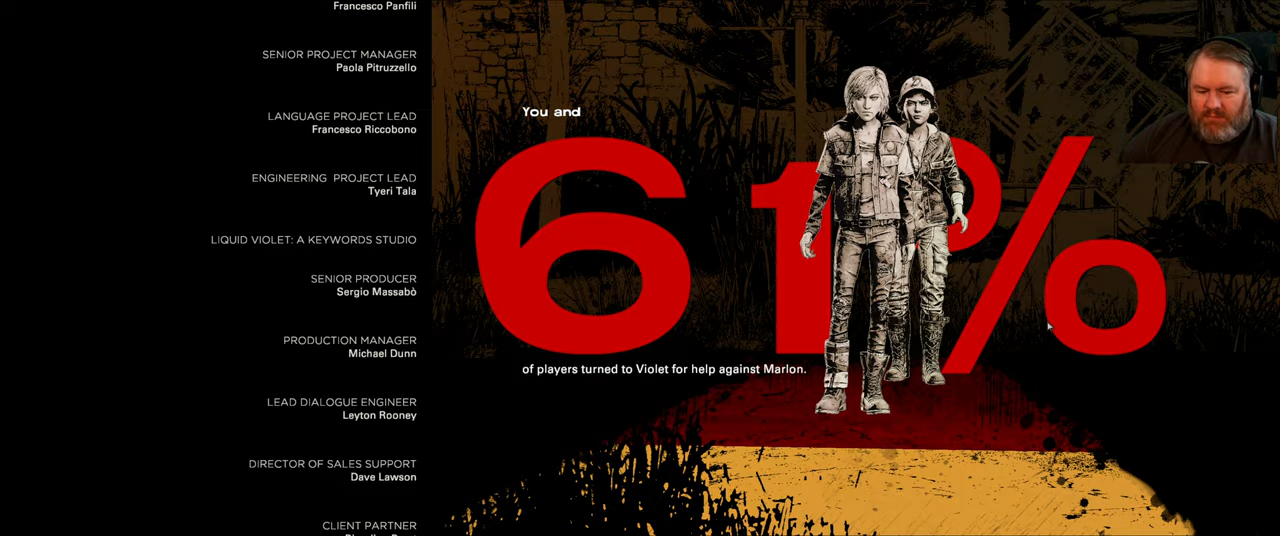 Francesco Panfili
SENIOR PROJECT MANAGER
Paola Pitruzzello
LANGUAGE PROJECT LEAD
Francesco Riccobono
ENGINEERING PROJECT LEAD
Tyeri Tala
LIQUID VIOLET: A KEYWORDS STUDIO
SENIOR PRODUCER
Sergio Massabò
PRODUCTION MANAGER
Michael Dunn
LEAD DIALOGUE ENGINEER
Leyton Rooney
DIRECTOR OF SALES SUPPORT
Dave Lawson
CLIENT PARTNER
You and
61%
of players turned to Violet for help against Marlon.